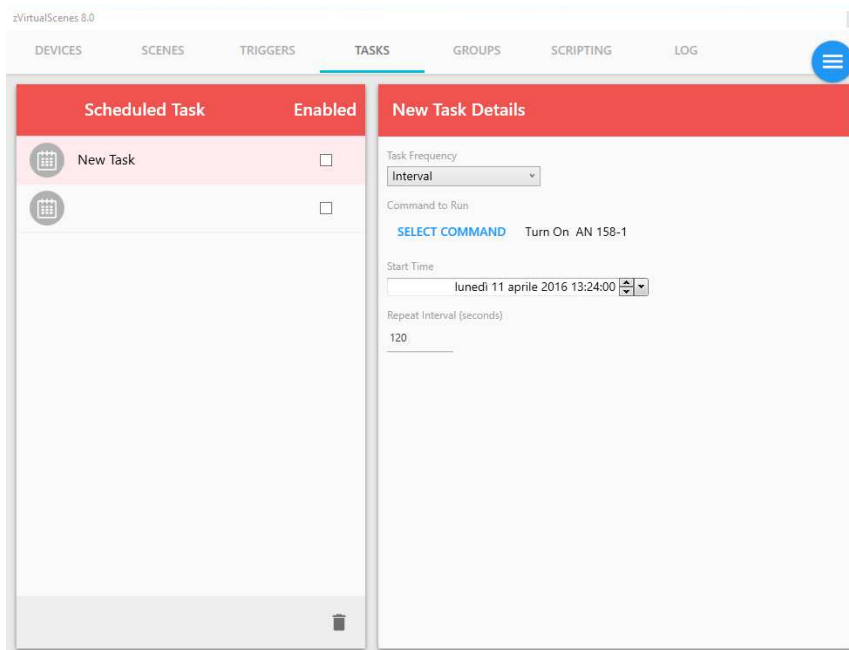 zVirtualScenes 8.0
DEVICES SCENES TRIGGERS TASKS GROUPS SCRIPTING LOG
Scheduled Task Enabled
New Task
New Task Details
Task Frequency
Interval
Command to Run
SELECT COMMAND Turn On AN 158-1
Start Time
lunedì 11 aprile 2016 13:24:00
Repeat Interval (seconds)
120